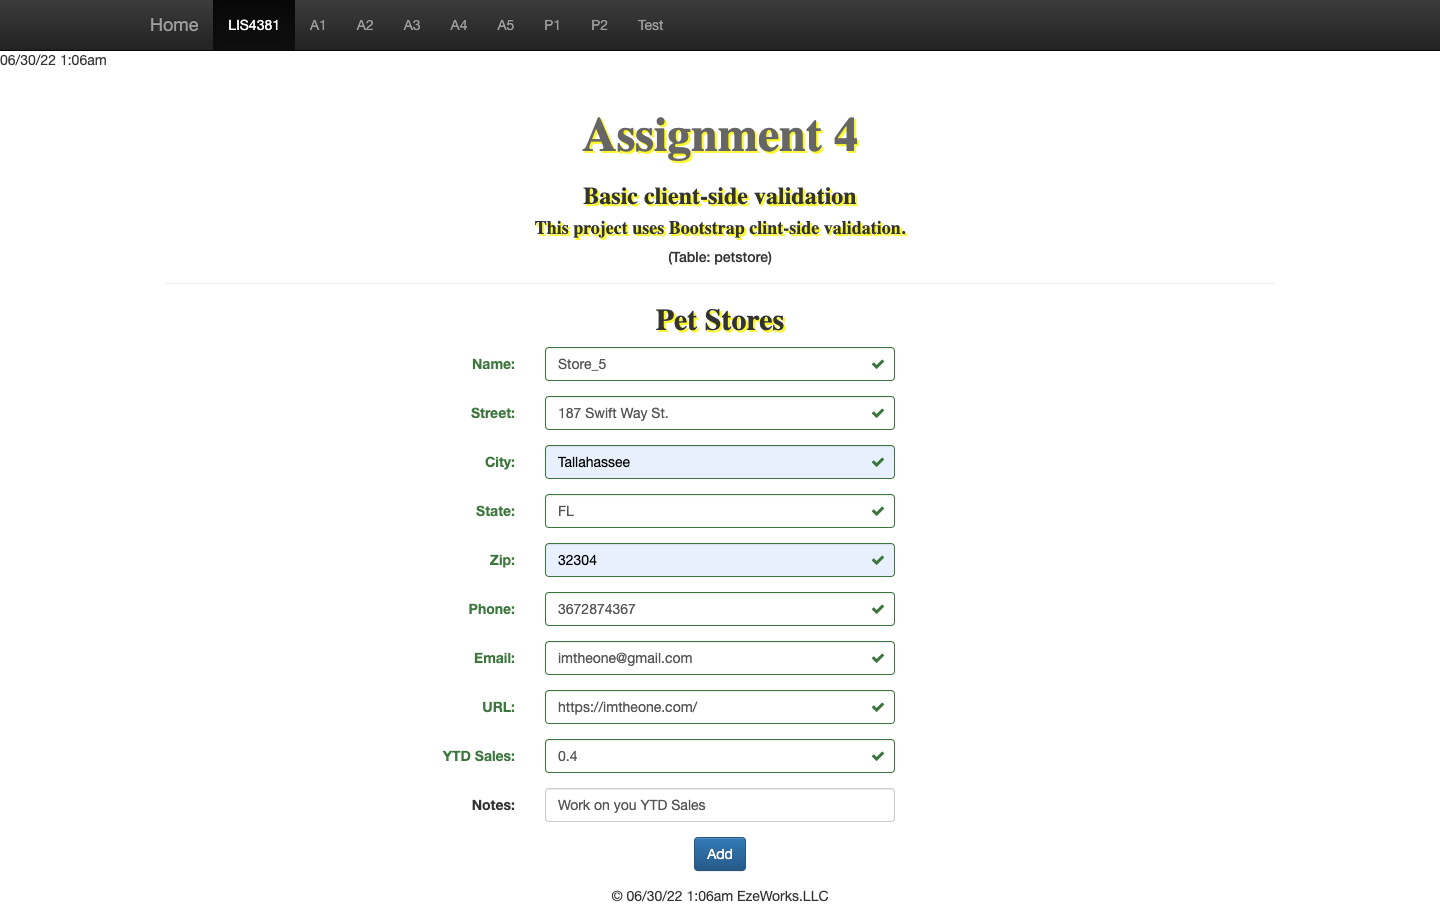 Home LIS4381 A1 A2 A3 A4 A5 P1 P2 Test
06/30/22 1:06am
Assignment 4
Basic client-side validation
This project uses Bootstrap clint-side validation.
(Table: petstore)
Pet Stores
Name: Store_5
Street: 187 Swift Way St.
City: Tallahassee
State: FL
Zip: 32304
Phone: 3672874367
Email: imtheone@gmail.com
URL: https://imtheone.com/
YTD Sales: 0.4
Notes: Work on you YTD Sales
Add
© 06/30/22 1:06am EzeWorks.LLC